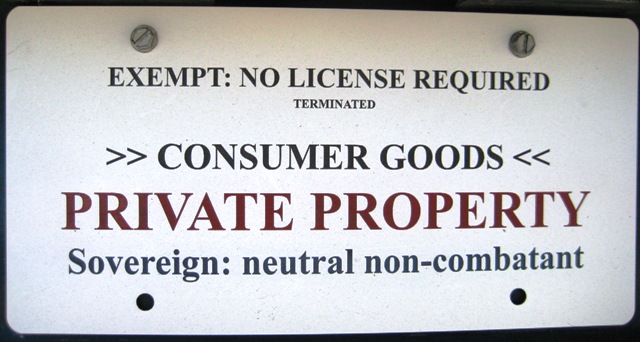 EXEMPT: NO LICENSE REQUIRED
TERMINATED
>> CONSUMER GOODS <<
PRIVATE PROPERTY
Sovereign: neutral non-combatant